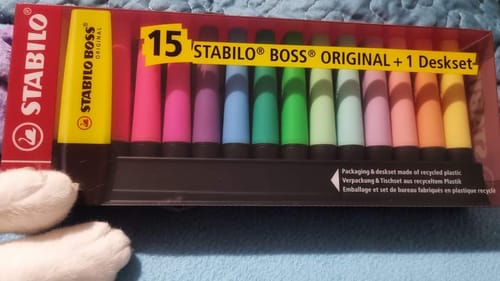 STABILO
STABILO BOSS
ORIGINAL
15 STABILO® BOSS® ORIGINAL + 1 Deskset
Packaging & deskset made of recycled plastic
Verpackung & Tischset aus recyceltem Plastik
Emballage et set de bureau fabriqués en plastique recyclé